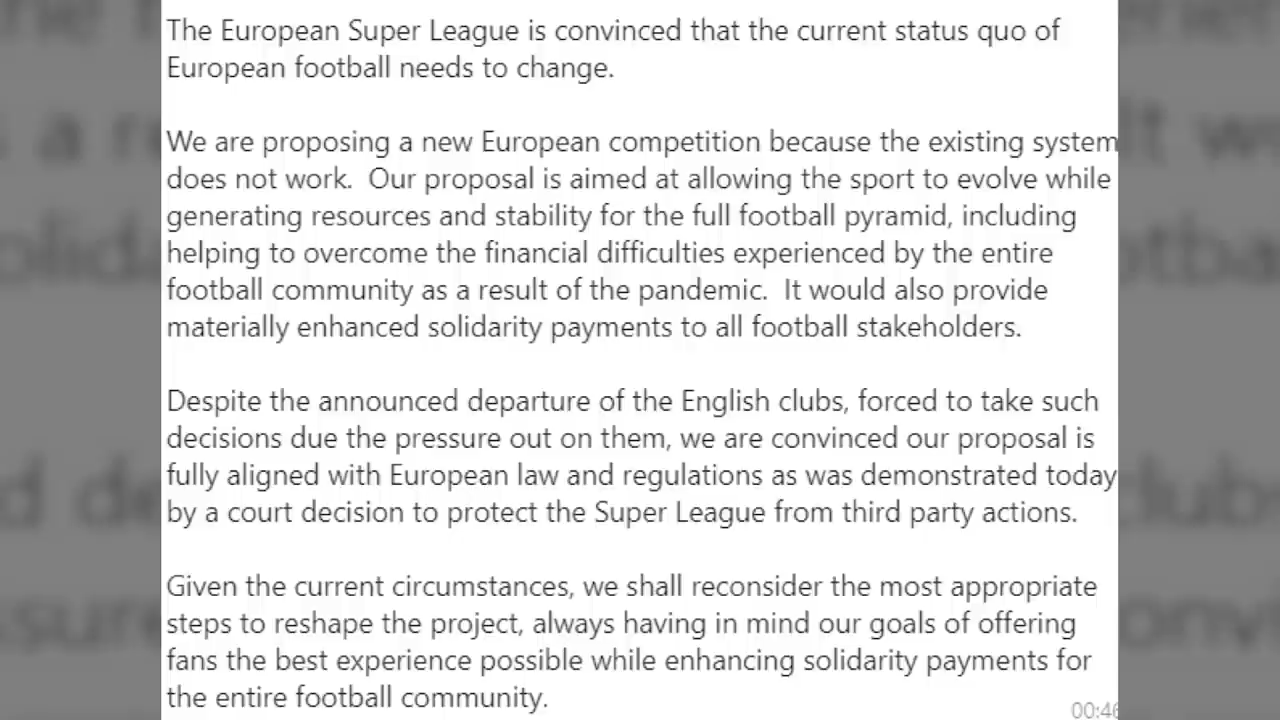 The European Super League is convinced that the current status quo of
European football needs to change.
We are proposing a new European competition because the existing system
does not work. Our proposal is aimed at allowing the sport to evolve while
generating resources and stability for the full football pyramid, including
helping to overcome the financial difficulties experienced by the entire
football community as a result of the pandemic. It would also provide
materially enhanced solidarity payments to all football stakeholders.
Despite the announced departure of the English clubs, forced to take such
decisions due the pressure out on them, we are convinced our proposal is
fully aligned with European law and regulations as was demonstrated today
by a court decision to protect the Super League from third party actions.
Given the current circumstances, we shall reconsider the most appropriate
steps to reshape the project, always having in mind our goals of offering
fans the best experience possible while enhancing solidarity payments for
the entire football community.
00:46